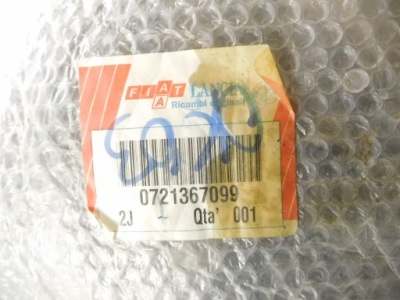 FIAT LANCIA
Ricambi originali
0721367099
2J ~ Qta' 001